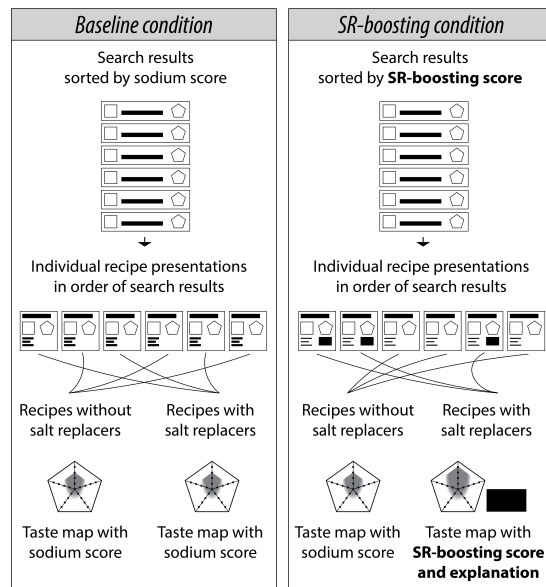 Baseline condition
Search results
sorted by sodium score
Individual recipe presentations
in order of search results
Recipes without
salt replacers
Recipes with
salt replacers
Taste map with
sodium score
Taste map with
sodium score
SR-boosting condition
Search results
sorted by SR-boosting score
Individual recipe presentations
in order of search results
Recipes without
salt replacers
Recipes with
salt replacers
Taste map with
sodium score
Taste map with
SR-boosting score
and explanation